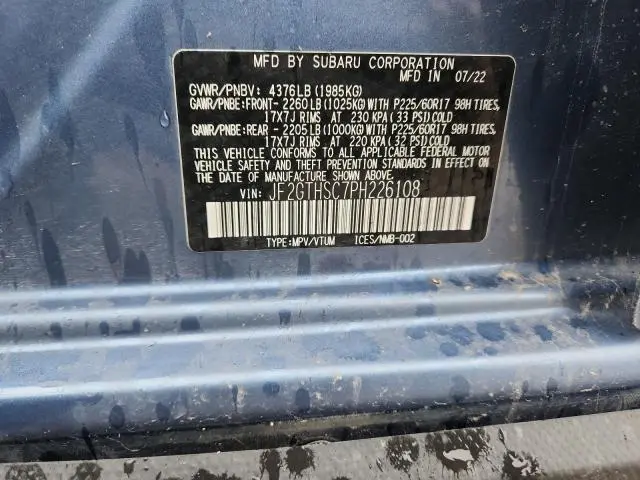 MFD BY SUBARU CORPORATION
MFD IN 07/22
GVWR/PNBV: 4376LB(1985KG)
GAWR/PNBE:FRONT-2260LB(1025KG)WITH P225/60R17 98H TIRES,
17X7J RIMS AT 230 KPA(33 PSI)COLD
GAWR/PNBE:REAR -2205LB(1000KG)WITH P225/60R17 98H TIRES,
17X7J RIMS AT 220 KPA(32 PSI)COLD
THIS VEHICLE CONFORMS TO ALL APPLICABLE FEDERAL MOTOR
VEHICLE SAFETY AND THEFT PREVENTION STANDARDS IN EFFECT ON
THE DATE OF MANUFACTURE SHOWN ABOVE.
VIN: JF2GTHSC7PH226108
TYPE:MPV/VTUM ICES/NMB-002